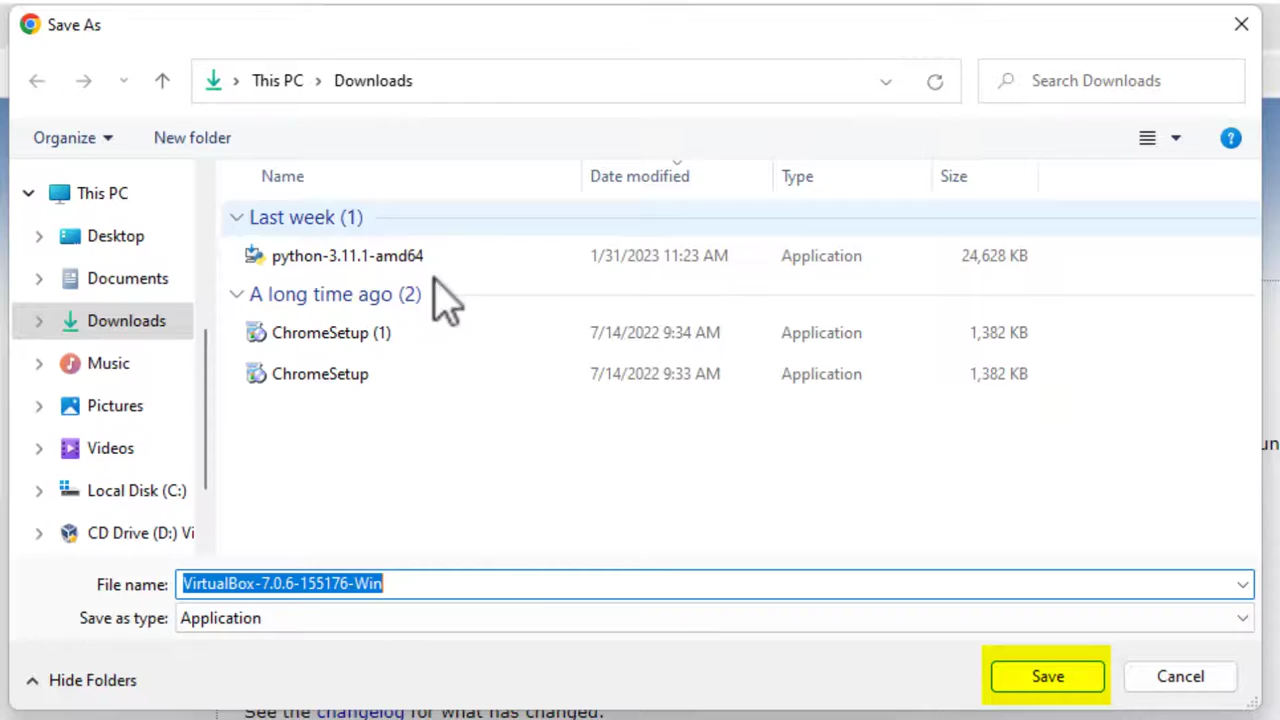 Save As
This PC > Downloads
Search Downloads
Organize
New folder
?
Name Date modified Type Size
This PC
Desktop
Documents
Downloads
Music
Pictures
Videos
Local Disk (C:)
CD Drive (D:) Vi
Last week (1)
python-3.11.1-amd64 1/31/2023 11:23 AM Application 24,628 KB
A long time ago (2)
ChromeSetup (1) 7/14/2022 9:34 AM Application 1,382 KB
ChromeSetup 7/14/2022 9:33 AM Application 1,382 KB
un
File name: VirtualBox-7.0.6-155176-Win
Save as type: Application
Hide Folders
Save
Cancel
See the changelog for what has changed.